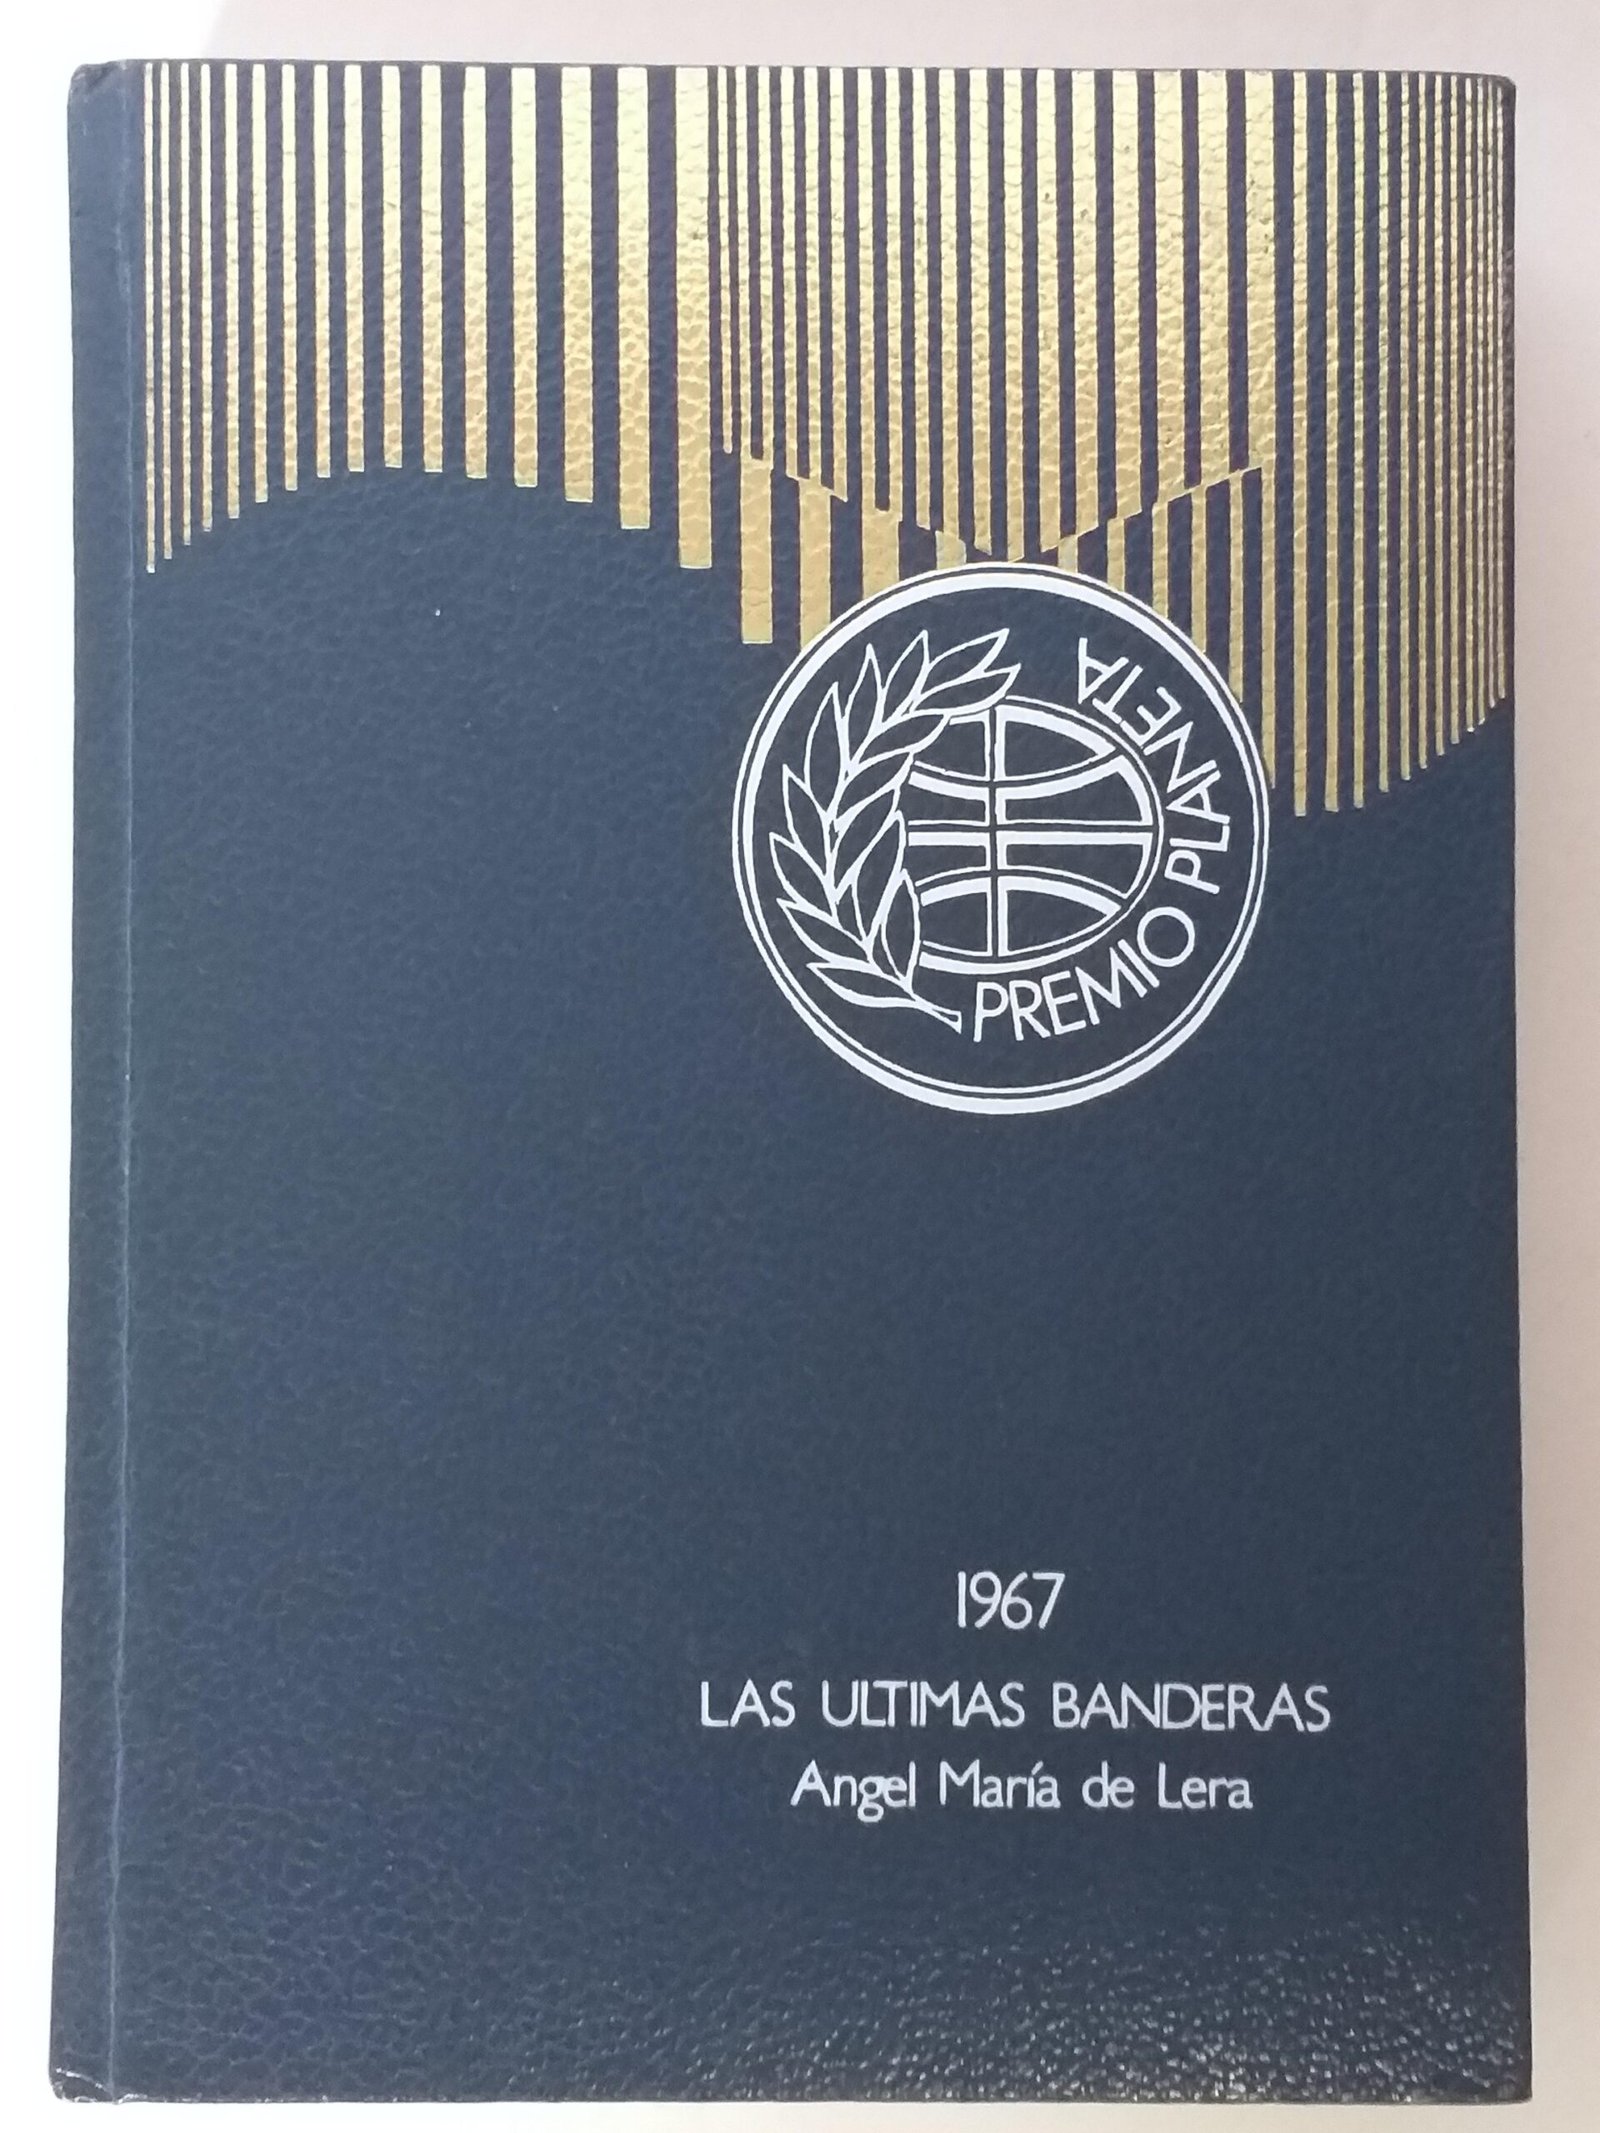 PREMIO PLANETA
1967
LAS ULTIMAS BANDERAS
Angel María de Lera